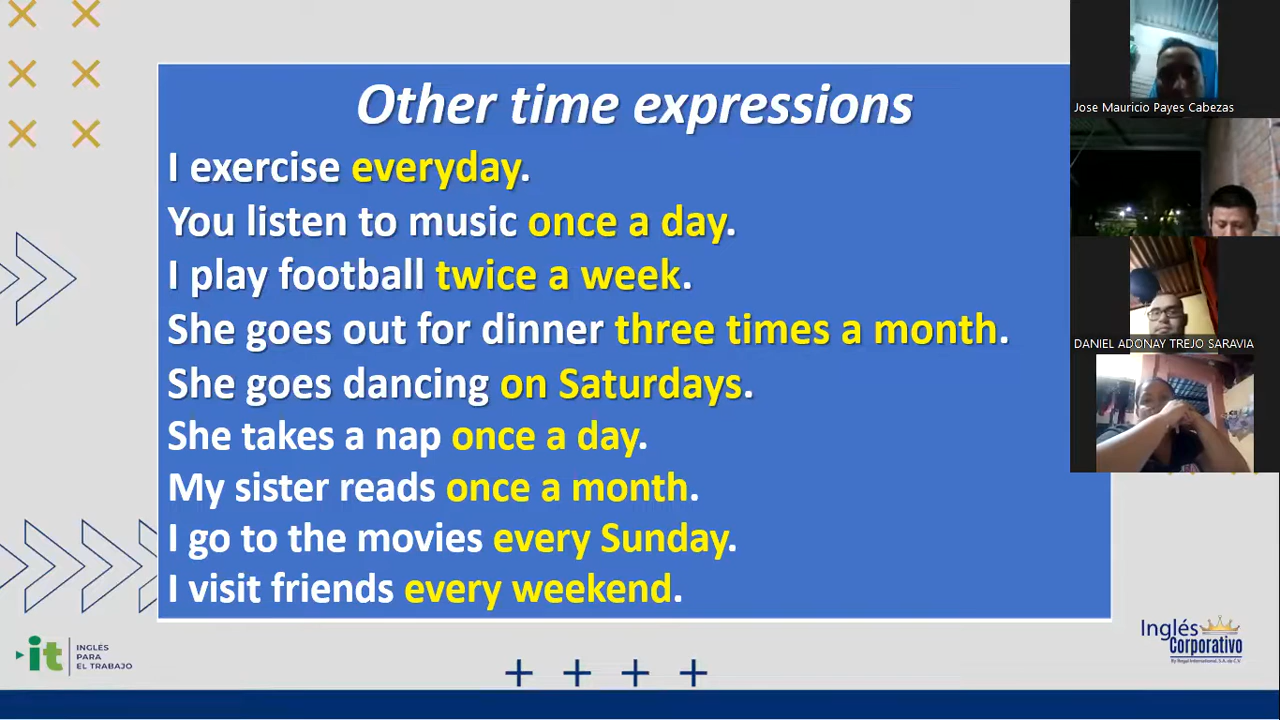 Other time expressions
I exercise everyday.
You listen to music once a day.
I play football twice a week.
She goes out for dinner three times a month.
She goes dancing on Saturdays.
She takes a nap once a day.
My sister reads once a month.
I go to the movies every Sunday.
I visit friends every weekend.
Jose Mauricio Payes Cabezas
DANIEL ADONAY TREJO SARAVIA
it
INGLÉS
PARA
EL TRABAJO
Inglés
Corporativo
By Regal International, S.A. de C.V.